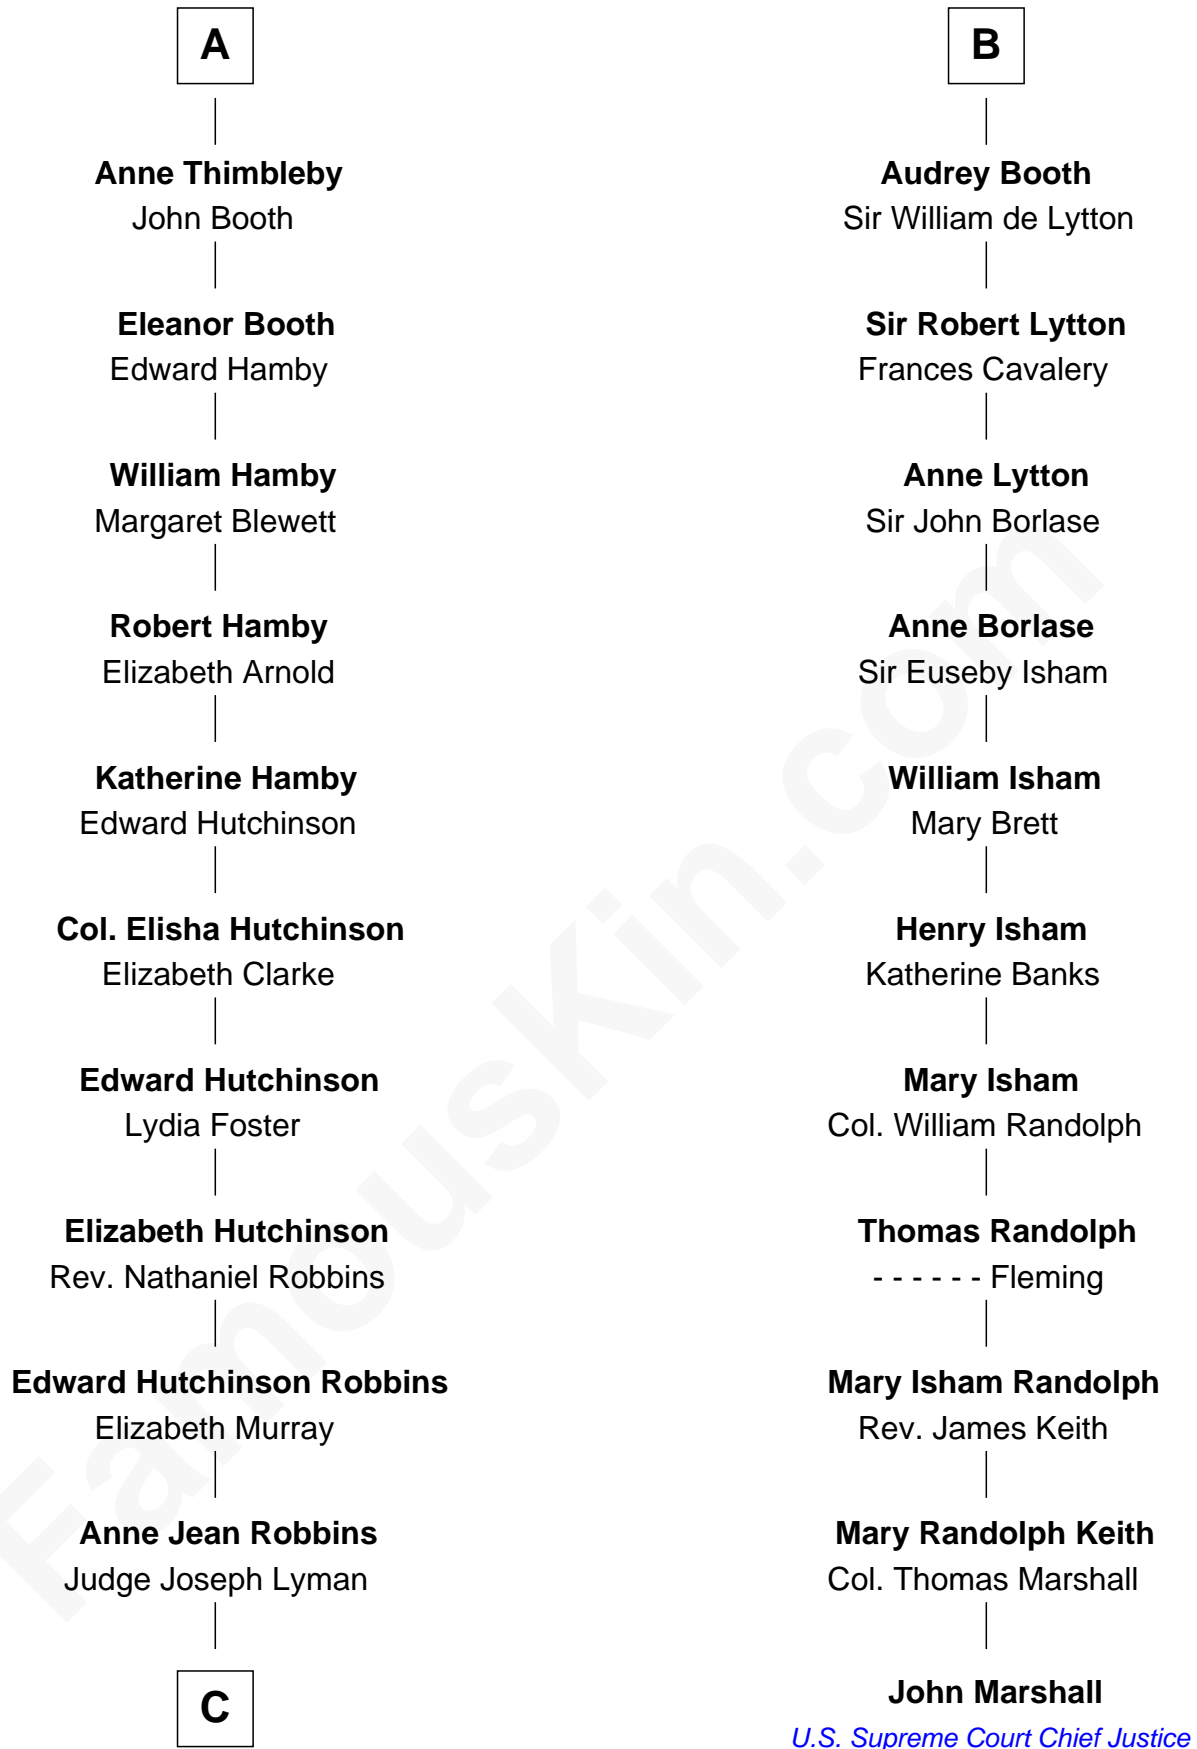 A
Anne Thimbleby
John Booth
Eleanor Booth
Edward Hamby
William Hamby
Margaret Blewett
Robert Hamby
Elizabeth Arnold
Katherine Hamby
Edward Hutchinson
Col. Elisha Hutchinson
Elizabeth Clarke
Edward Hutchinson
Lydia Foster
Elizabeth Hutchinson
Rev. Nathaniel Robbins
Edward Hutchinson Robbins
Elizabeth Murray
Anne Jean Robbins
Judge Joseph Lyman
C
B
Audrey Booth
Sir William de Lytton
Sir Robert Lytton
Frances Cavalery
Anne Lytton
Sir John Borlase
Anne Borlase
Sir Euseby Isham
William Isham
Mary Brett
Henry Isham
Katherine Banks
Mary Isham
Col. William Randolph
Thomas Randolph
- - - - - - Fleming
Mary Isham Randolph
Rev. James Keith
Mary Randolph Keith
Col. Thomas Marshall
John Marshall
U.S. Supreme Court Chief Justice
FamousKin.com